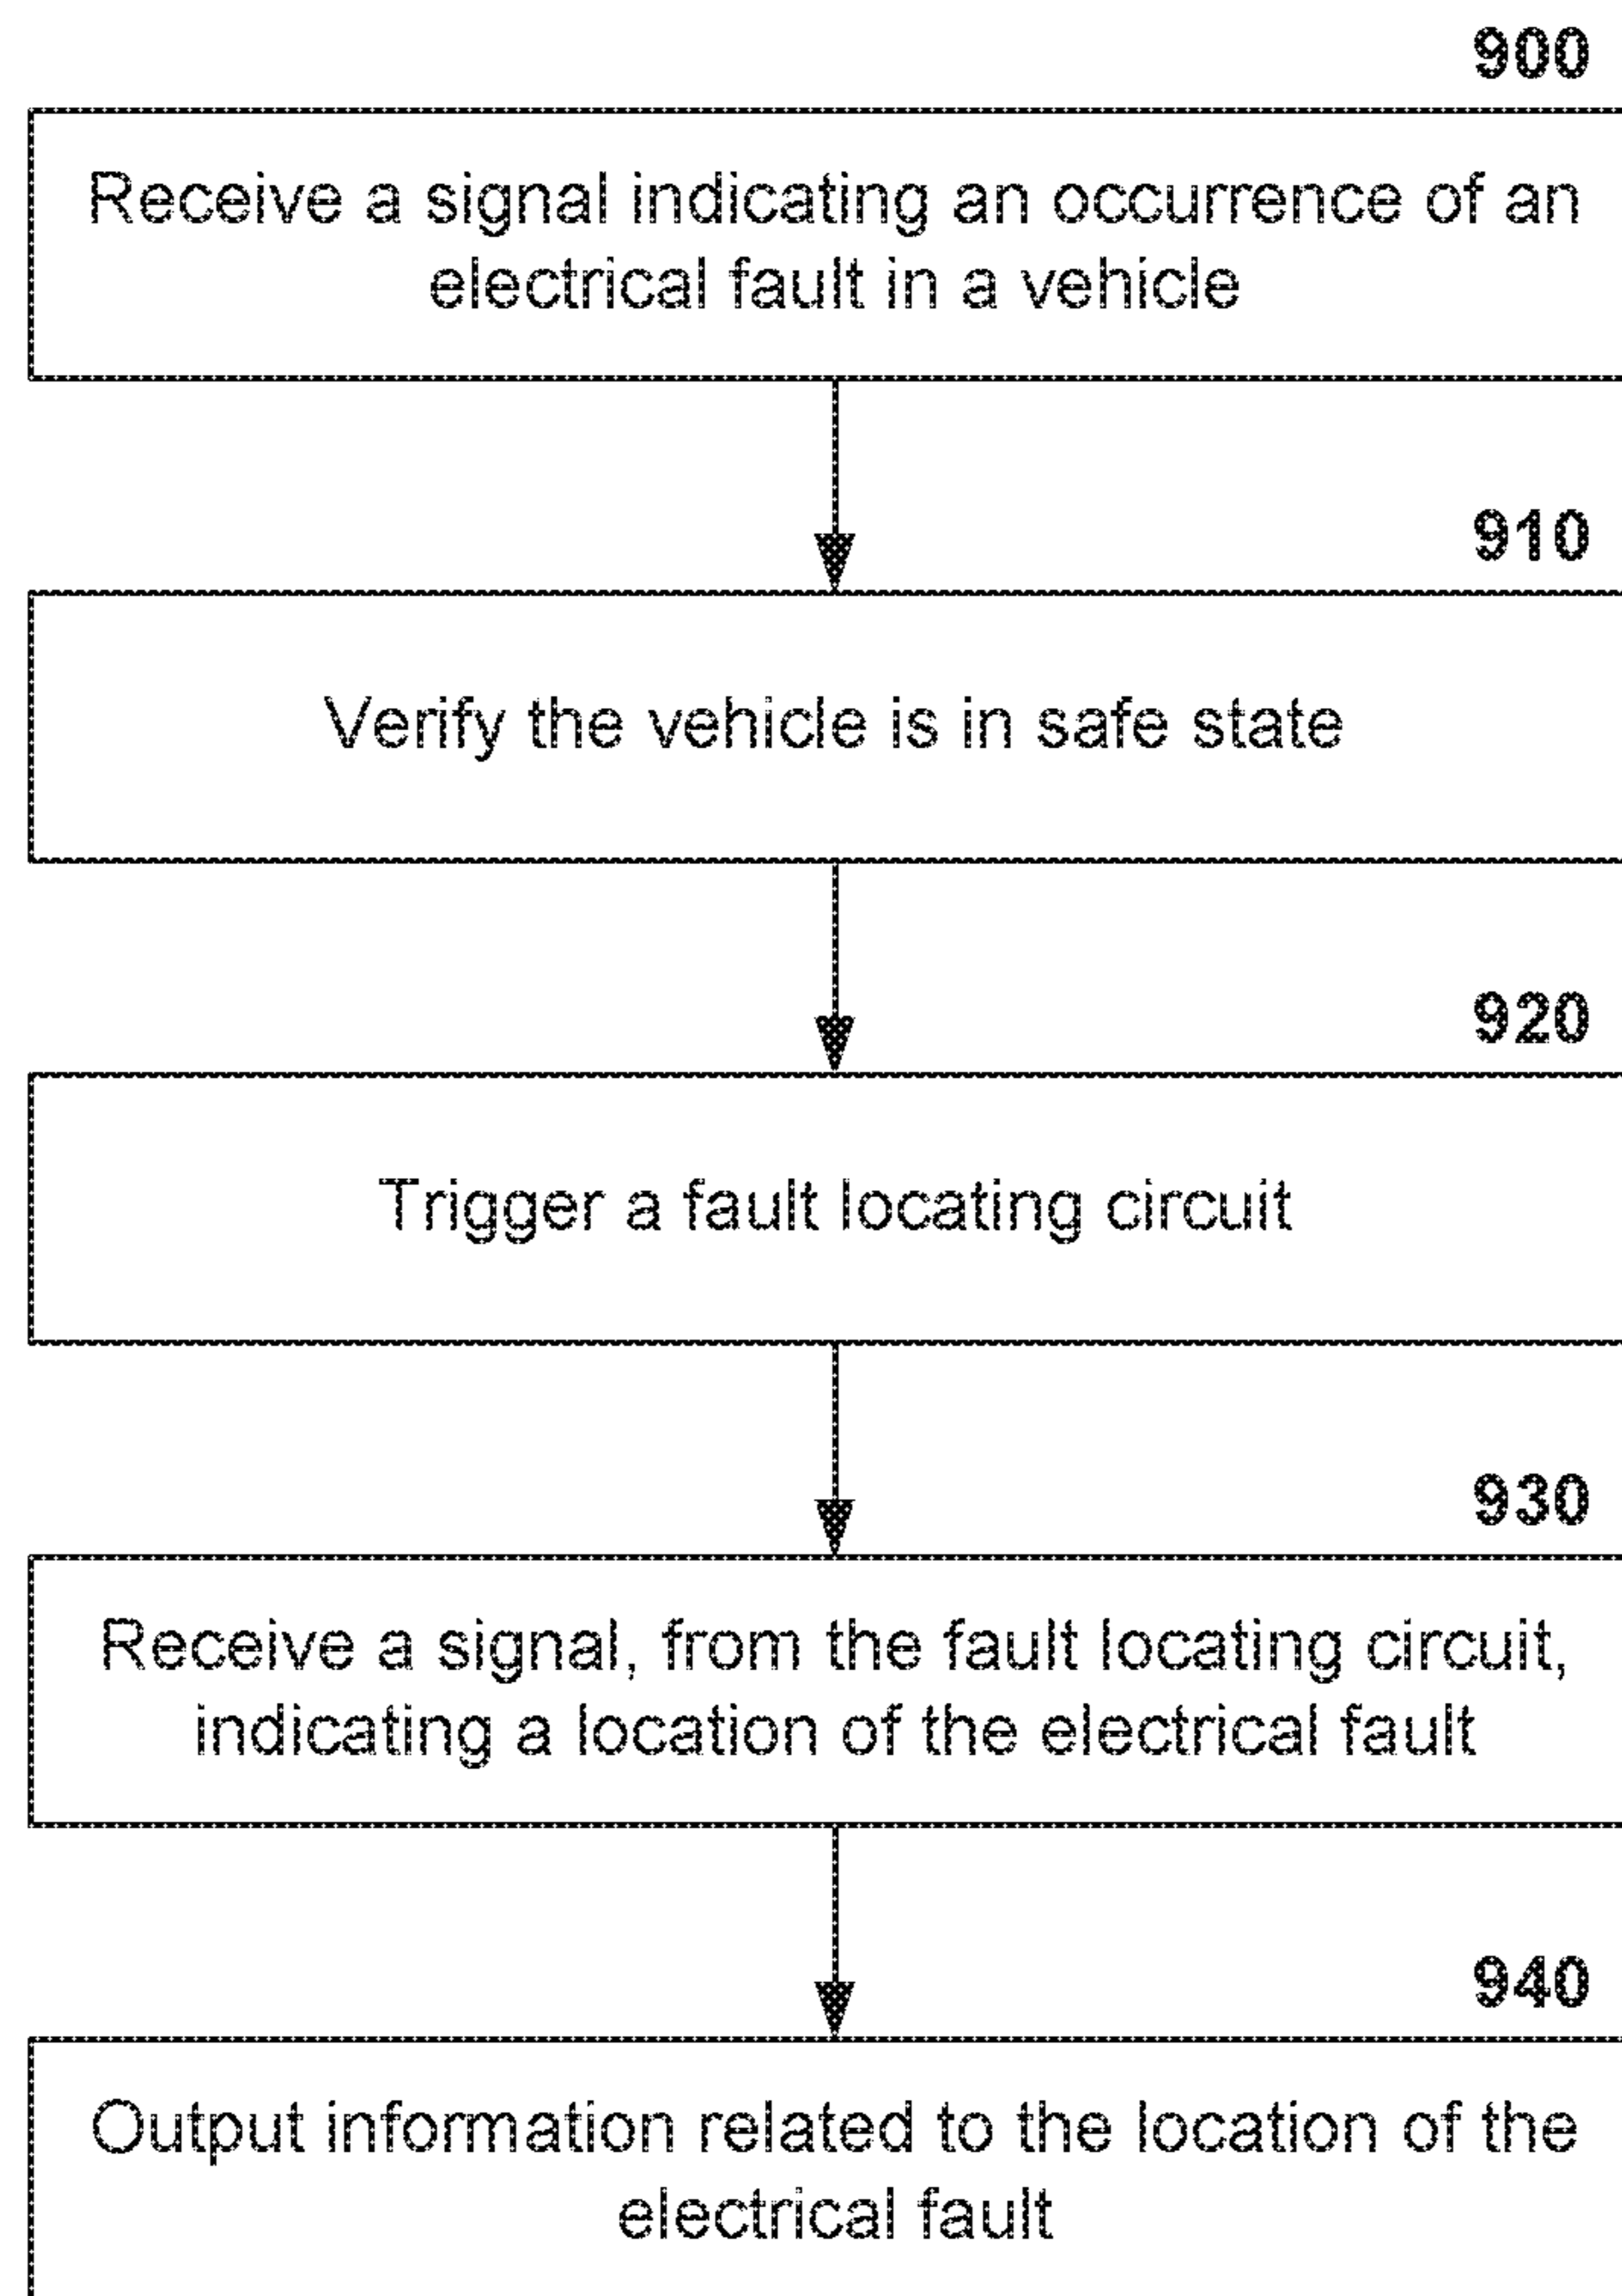 900
Receive a signal indicating an occurrence of an
electrical fault in a vehicle
910
Verify the vehicle is in safe state
920
Trigger a fault locating circuit
930
Receive a signal, from the fault locating circuit,
indicating a location of the electrical fault
940
Output information related to the location of the
electrical fault